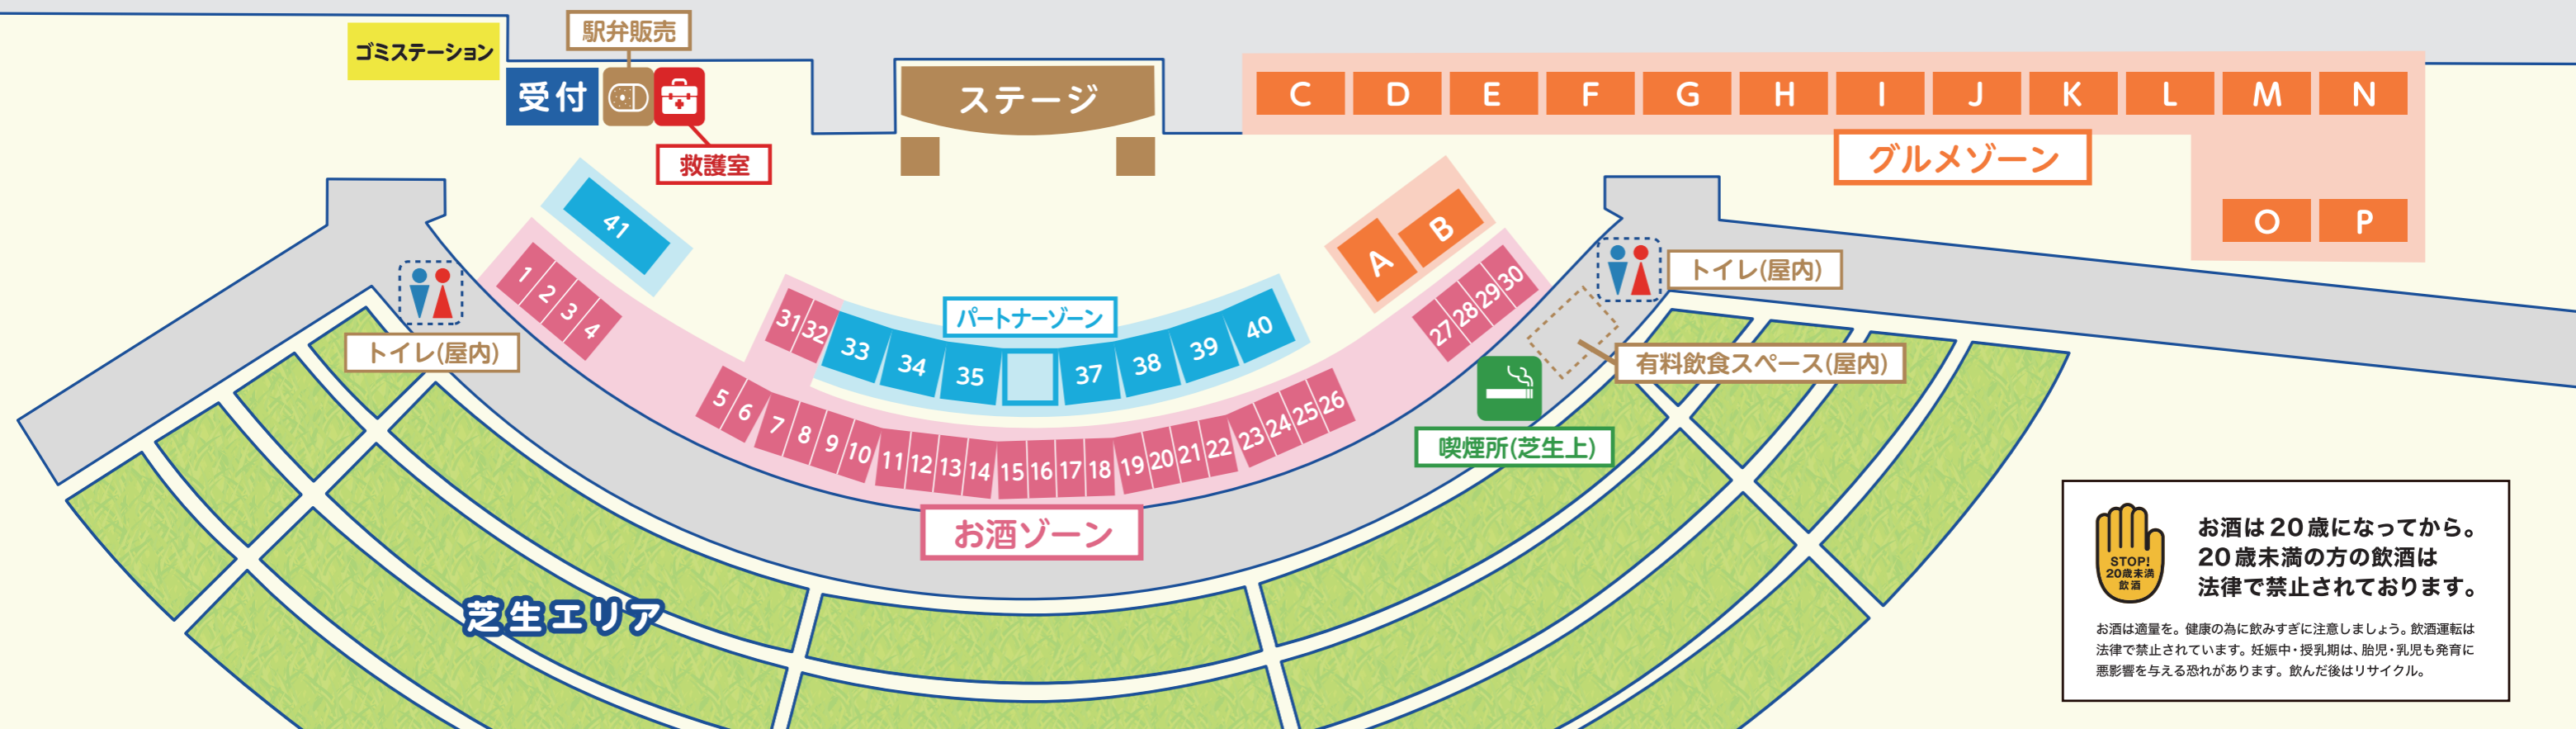 駅弁販売
ゴミステーション
受付
救護室
ステージ
C D E F G H I J K L M N
グルメゾーン
O P
41
A B
1 2 3 4
トイレ(屋内)
31 32 33 34 35 37 38 39 40
パートナーゾーン
27 28 29 30
トイレ(屋内)
有料飲食スペース(屋内)
喫煙所(芝生上)
5 6 7 8 9 10 11 12 13 14 15 16 17 18 19 20 21 22 23 24 25 26
お酒ゾーン
芝生エリア
STOP!
20歳未満
飲酒
お酒は20歳になってから。
20歳未満の方の飲酒は
法律で禁止されております。
お酒は適量を。健康の為に飲みすぎに注意しましょう。飲酒運転は
法律で禁止されています。妊娠中・授乳期は、胎児・乳児も発育に
悪影響を与える恐れがあります。飲んだ後はリサイクル。